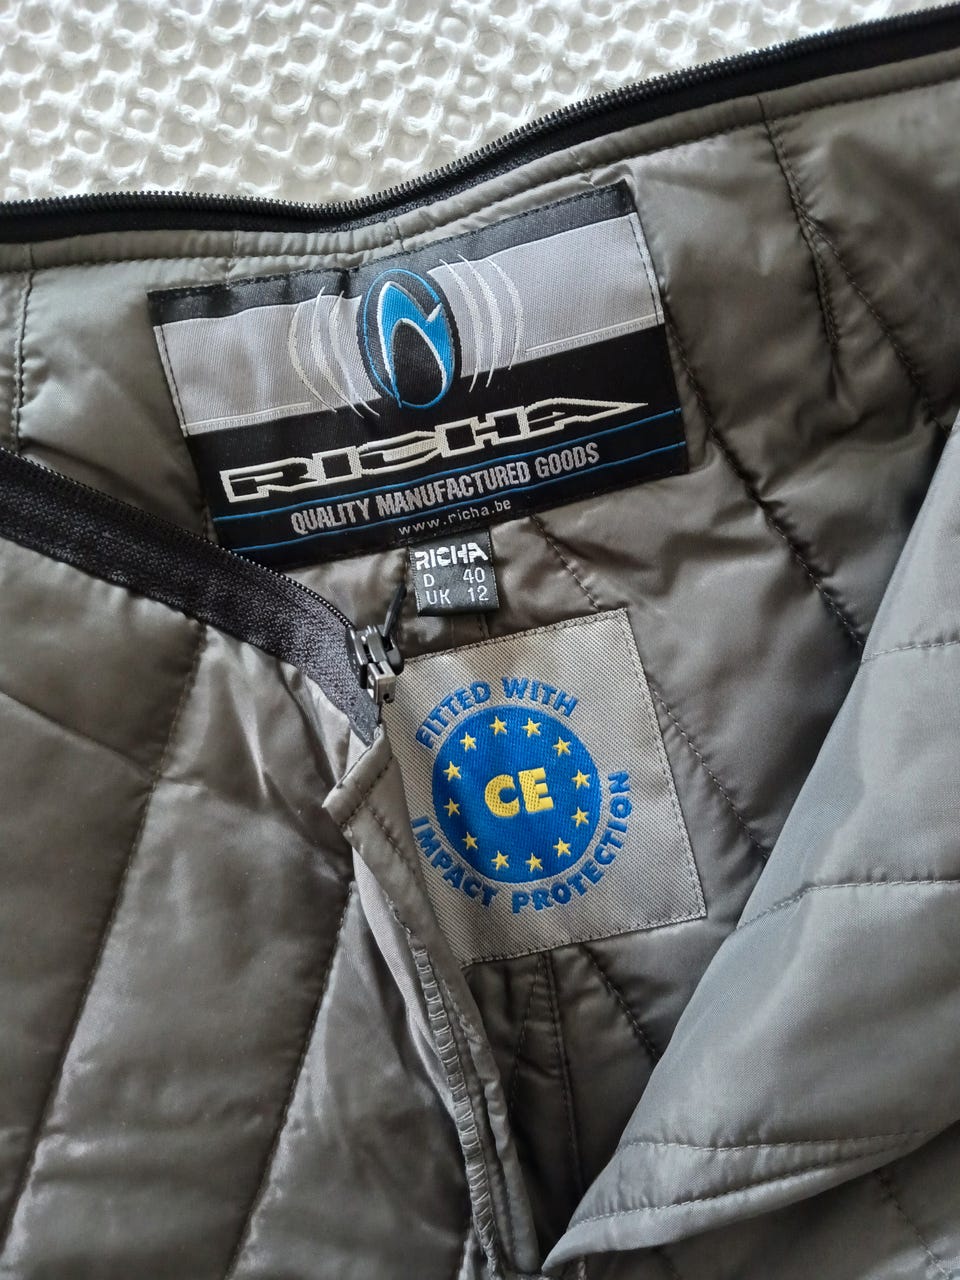 RICHA
QUALITY MANUFACTURED GOODS
www.richa.be
RICHA
D 40
UK 12
FITTED WITH
CE
IMPACT PROTECTION